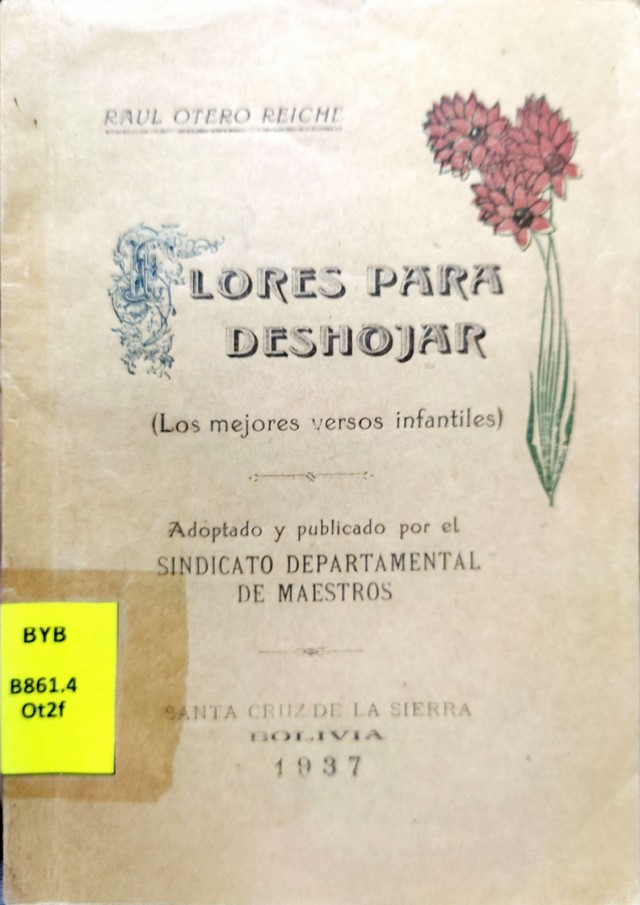 RAUL OTERO REICHE
FLORES PARA
DESHOJAR
(Los mejores versos infantiles)
Adoptado y publicado por el
SINDICATO DEPARTAMENTAL
DE MAESTROS
BYB
B861.4
Ot2f
SANTA CRUZ DE LA SIERRA
BOLIVIA
1937